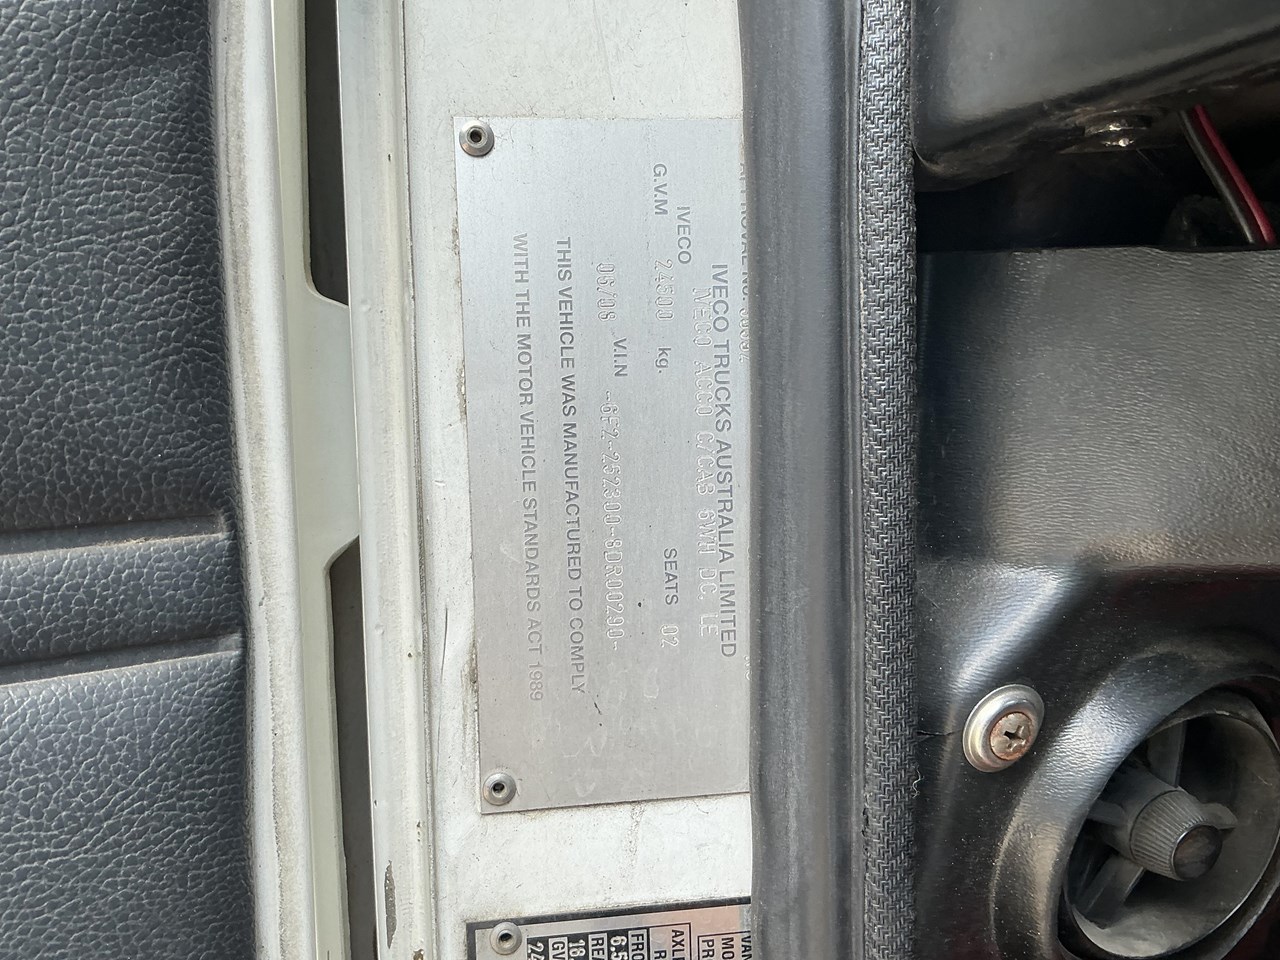 IVECO TRUCKS AUSTRALIA LIMITED
IVECO ACCO C/CAB 6WH DC. LE
IVECO
G.V.M 24500 kg. SEATS 02
06/08 V.I.N -6F2-252300-8DR00290-
THIS VEHICLE WAS MANUFACTURED TO COMPLY
WITH THE MOTOR VEHICLE STANDARDS ACT 1989